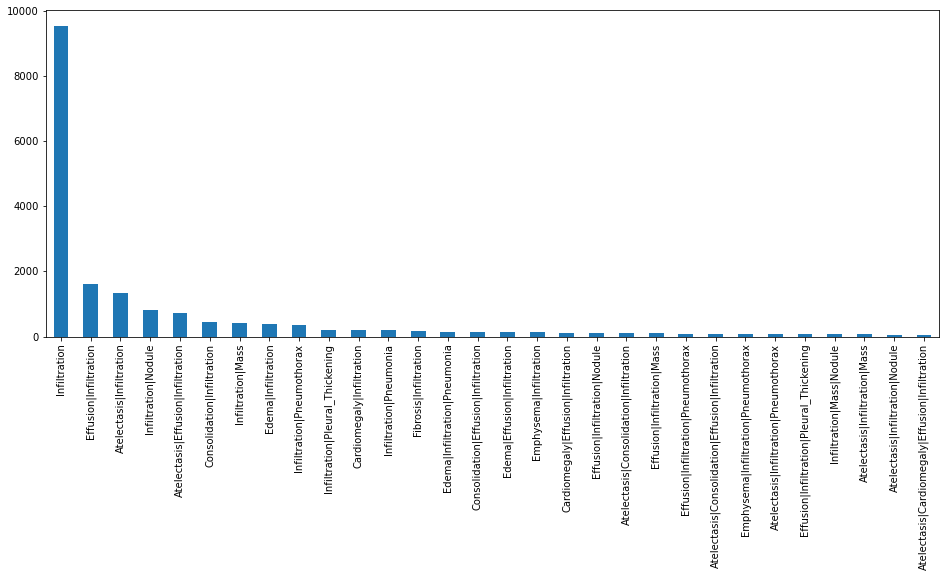 10000
8000
6000
4000
2000
0
Infiltration
Effusion|Infiltration
Atelectasis|Infiltration
Infiltration|Nodule
Atelectasis|Effusion|Infiltration
Consolidation|Infiltration
Infiltration|Mass
Edema|Infiltration
Infiltration|Pneumothorax
Infiltration|Pleural_Thickening
Cardiomegaly|Infiltration
Infiltration|Pneumonia
Fibrosis|Infiltration
Edema|Infiltration|Pneumonia
Consolidation|Effusion|Infiltration
Edema|Effusion|Infiltration
Emphysema|Infiltration
Cardiomegaly|Effusion|Infiltration
Effusion|Infiltration|Nodule
Atelectasis|Consolidation|Infiltration
Effusion|Infiltration|Mass
Effusion|Infiltration|Pneumothorax
Atelectasis|Consolidation|Effusion|Infiltration
Emphysema|Infiltration|Pneumothorax
Atelectasis|Infiltration|Pneumothorax
Effusion|Infiltration|Pleural_Thickening
Infiltration|Mass|Nodule
Atelectasis|Infiltration|Mass
Atelectasis|Infiltration|Nodule
Atelectasis|Cardiomegaly|Effusion|Infiltration